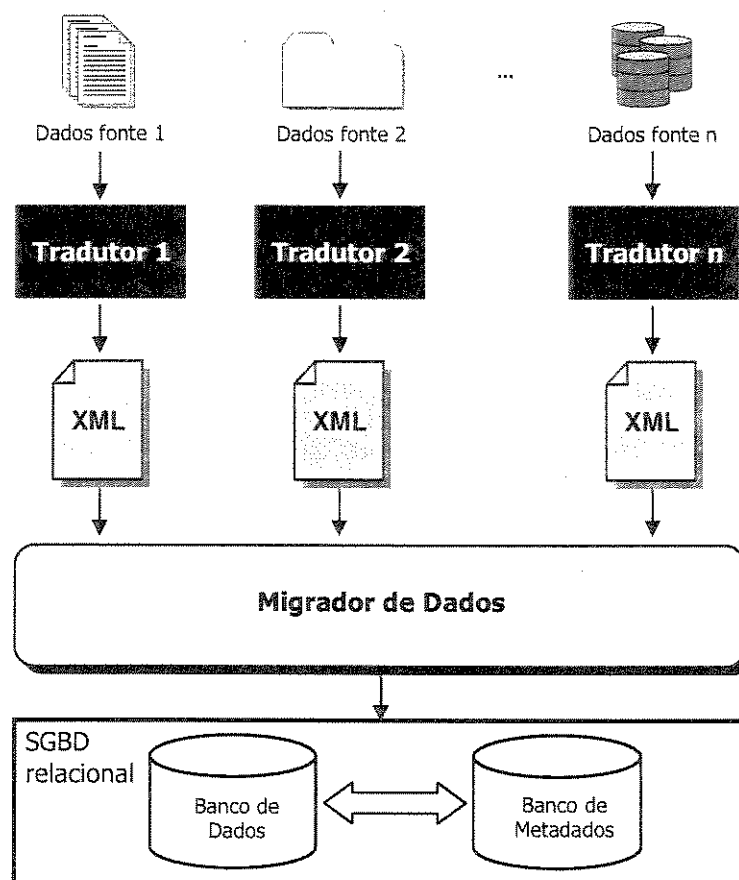 ...
Dados fonte 1
Dados fonte 2
Dados fonte n
Tradutor 1
Tradutor 2
Tradutor n
XML
XML
XML
Migrador de Dados
SGBD
relacional
Banco de
Dados
Banco de
Metadados